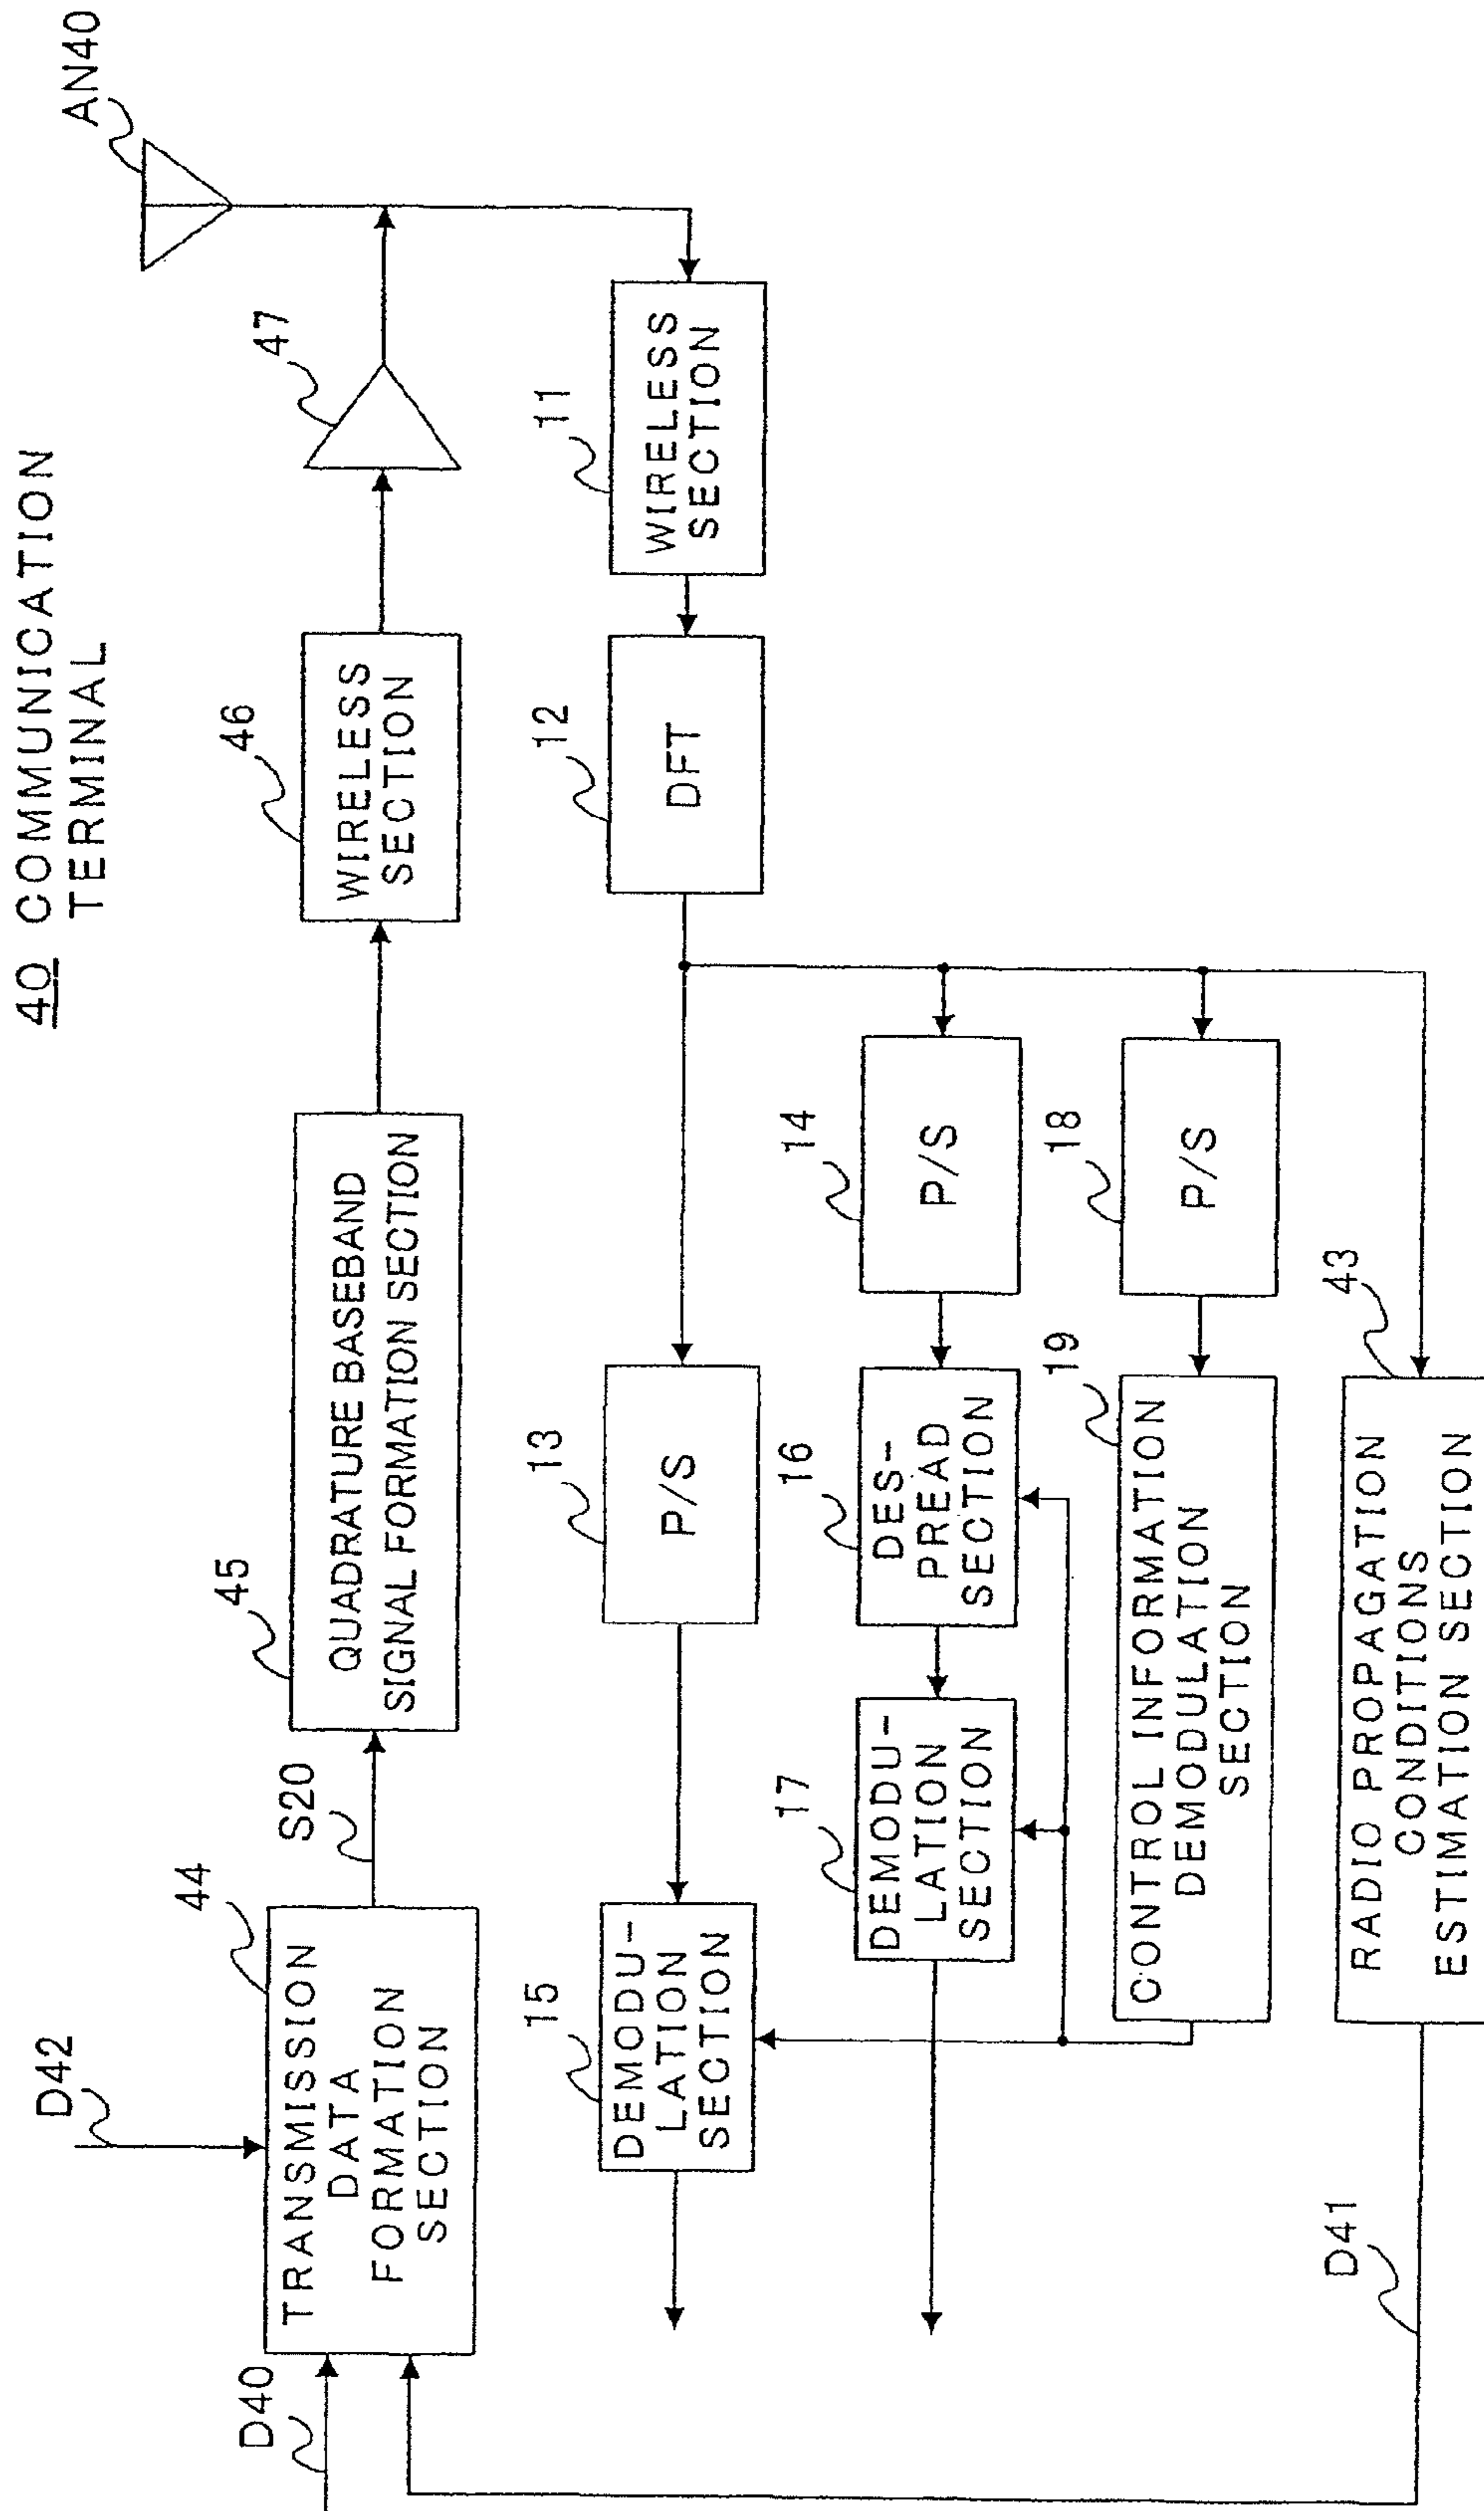 40 COMMUNICATION
TERMINAL
AN40
D40
D42
44
TRANSMISSION
DATA
FORMATION
SECTION
S20
45
QUADRATURE BASEBAND
SIGNAL FORMATION SECTION
46
WIRELESS
SECTION
47
11
WIRELESS
SECTION
12
DFT
13
P/S
15
DEMODU-
LATION
SECTION
14
P/S
16
DES-
PREAD
SECTION
17
DEMODU-
LATION
SECTION
18
P/S
19
CONTROL INFORMATION
DEMODULATION
SECTION
43
RADIO PROPAGATION
CONDITIONS
ESTIMATION SECTION
D41